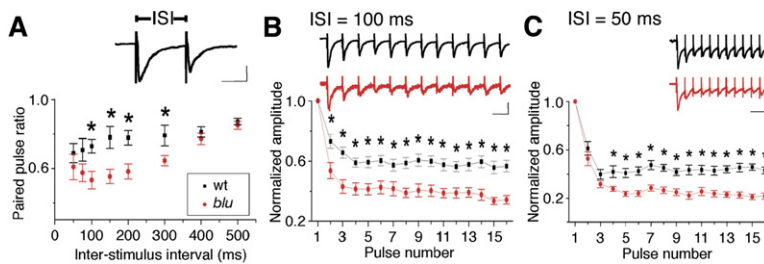 A
ISI
Paired pulse ratio
1.0
0.6
* * * *
wt
blu
100 200 300 400 500
Inter-stimulus interval (ms)
B
ISI = 100 ms
Normalized amplitude
1.0
0.6
0.2
* * * * * * * * * * * * * * *
1 3 5 7 9 11 13 15
Pulse number
C
ISI = 50 ms
Normalized amplitude
1.0
0.6
0.2
* * * * * * * * * * * * *
1 3 5 7 9 11 13 15
Pulse number